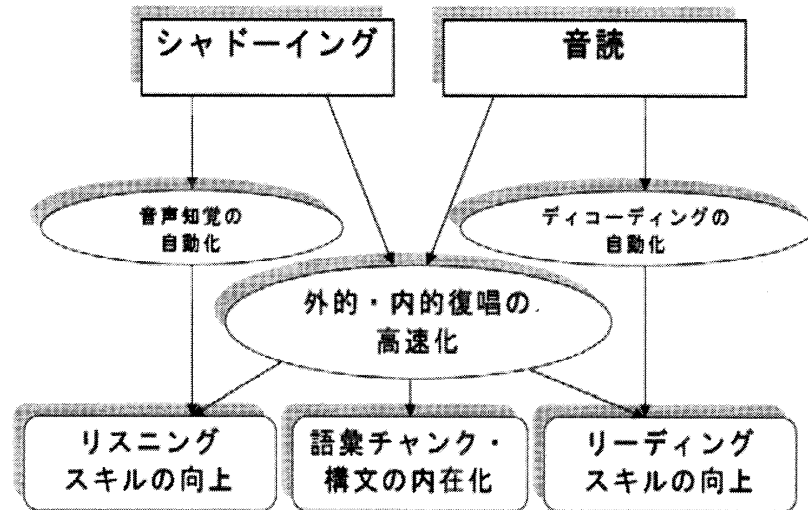 シャドーイング
音読
音声知覚の
自動化
ディコーディングの
自動化
外的・内的復唱の
高速化
リスニング
スキルの向上
語彙チャンク・
構文の内在化
リーディング
スキルの向上